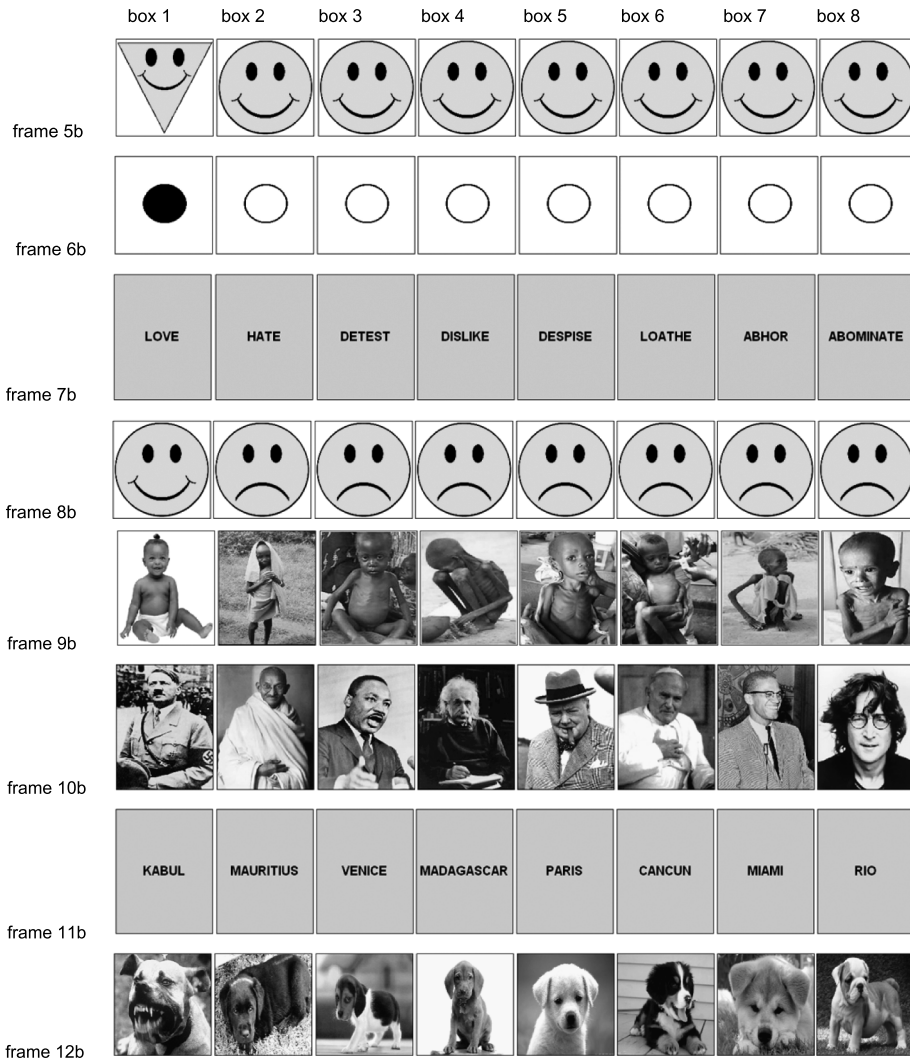 box 1 box 2 box 3 box 4 box 5 box 6 box 7 box 8
frame 5b
frame 6b
LOVE HATE DETEST DISLIKE DESPISE LOATHE ABHOR ABOMINATE
frame 7b
frame 8b
frame 9b
frame 10b
KABUL MAURITIUS VENICE MADAGASCAR PARIS CANCUN MIAMI RIO
frame 11b
frame 12b